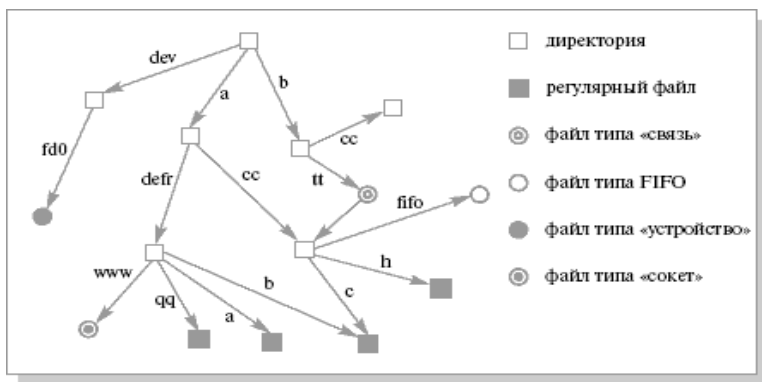 dev
a
b
cc
fd0
defr
cc
tt
fifo
www
qq
a
b
c
h
директория
регулярный файл
файл типа «связь»
файл типа FIFO
файл типа «устройство»
файл типа «сокет»